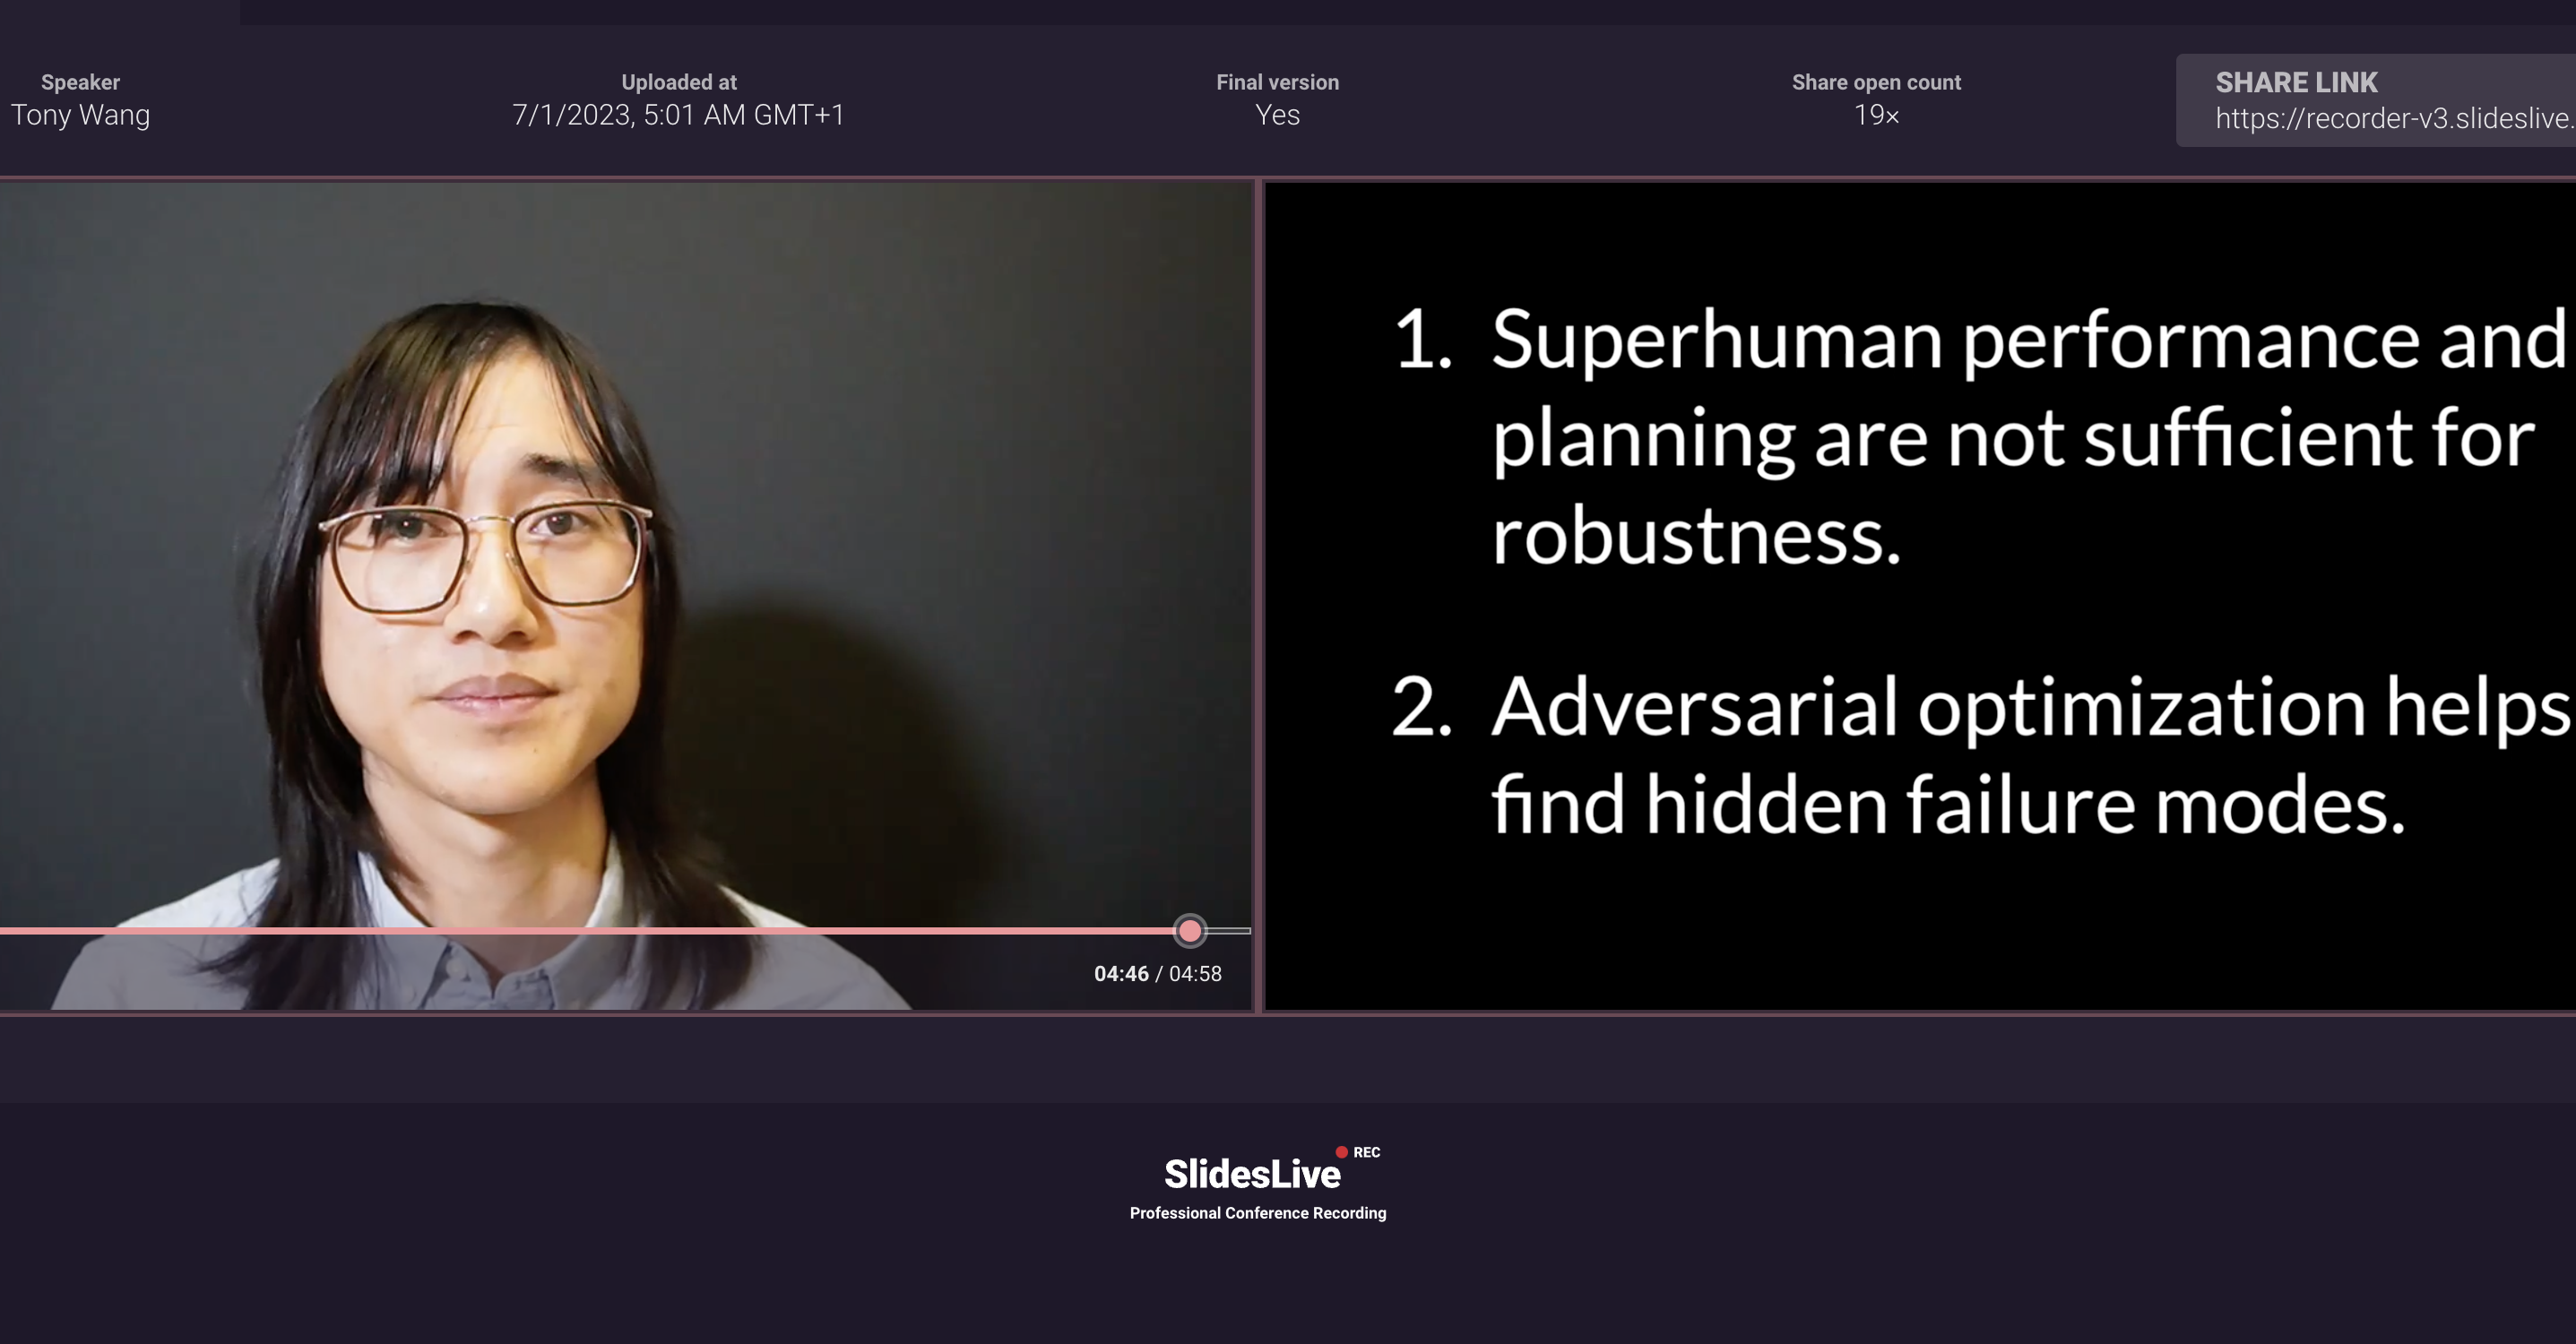 Speaker
Tony Wang
Uploaded at
7/1/2023, 5:01 AM GMT+1
Final version
Yes
Share open count
19×
SHARE LINK
https://recorder-v3.slideslive.
1. Superhuman performance and
planning are not sufficient for
robustness.
2. Adversarial optimization helps
find hidden failure modes.
04:46 / 04:58
SlidesLive REC
Professional Conference Recording